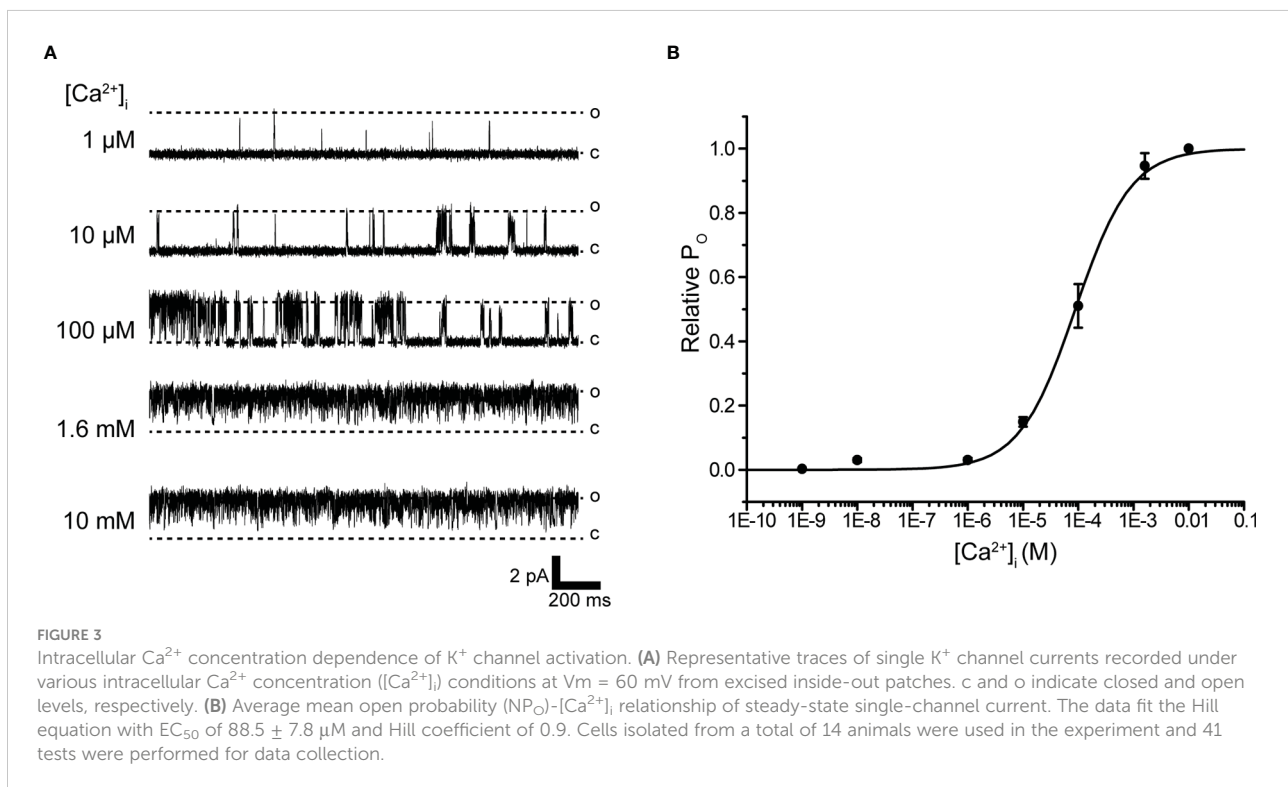 A
[Ca²⁺]ᵢ
1 µM
o
c
10 µM
o
c
100 µM
o
c
1.6 mM
o
c
10 mM
o
c
2 pA
200 ms
B
Relative P_O
1.0
0.8
0.6
0.4
0.2
0.0
1E-10 1E-9 1E-8 1E-7 1E-6 1E-5 1E-4 1E-3 0.01 0.1
[Ca²⁺]ᵢ (M)
FIGURE 3
Intracellular Ca²⁺ concentration dependence of K⁺ channel activation. (A) Representative traces of single K⁺ channel currents recorded under
various intracellular Ca²⁺ concentration ([Ca²⁺]ᵢ) conditions at Vm = 60 mV from excised inside-out patches. c and o indicate closed and open
levels, respectively. (B) Average mean open probability (NP_O)-[Ca²⁺]ᵢ relationship of steady-state single-channel current. The data fit the Hill
equation with EC₅₀ of 88.5 ± 7.8 µM and Hill coefficient of 0.9. Cells isolated from a total of 14 animals were used in the experiment and 41
tests were performed for data collection.